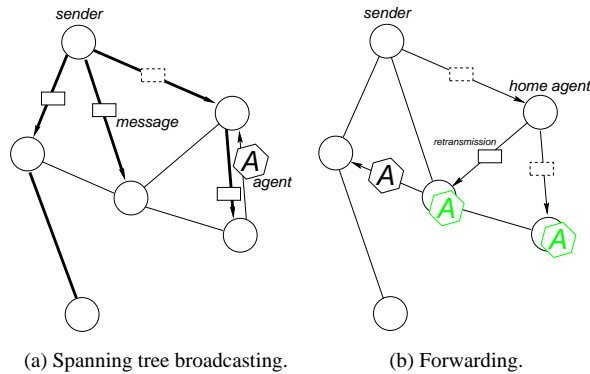 sender
message
A
agent
(a) Spanning tree broadcasting.
sender
home agent
retransmission
A
A
A
(b) Forwarding.